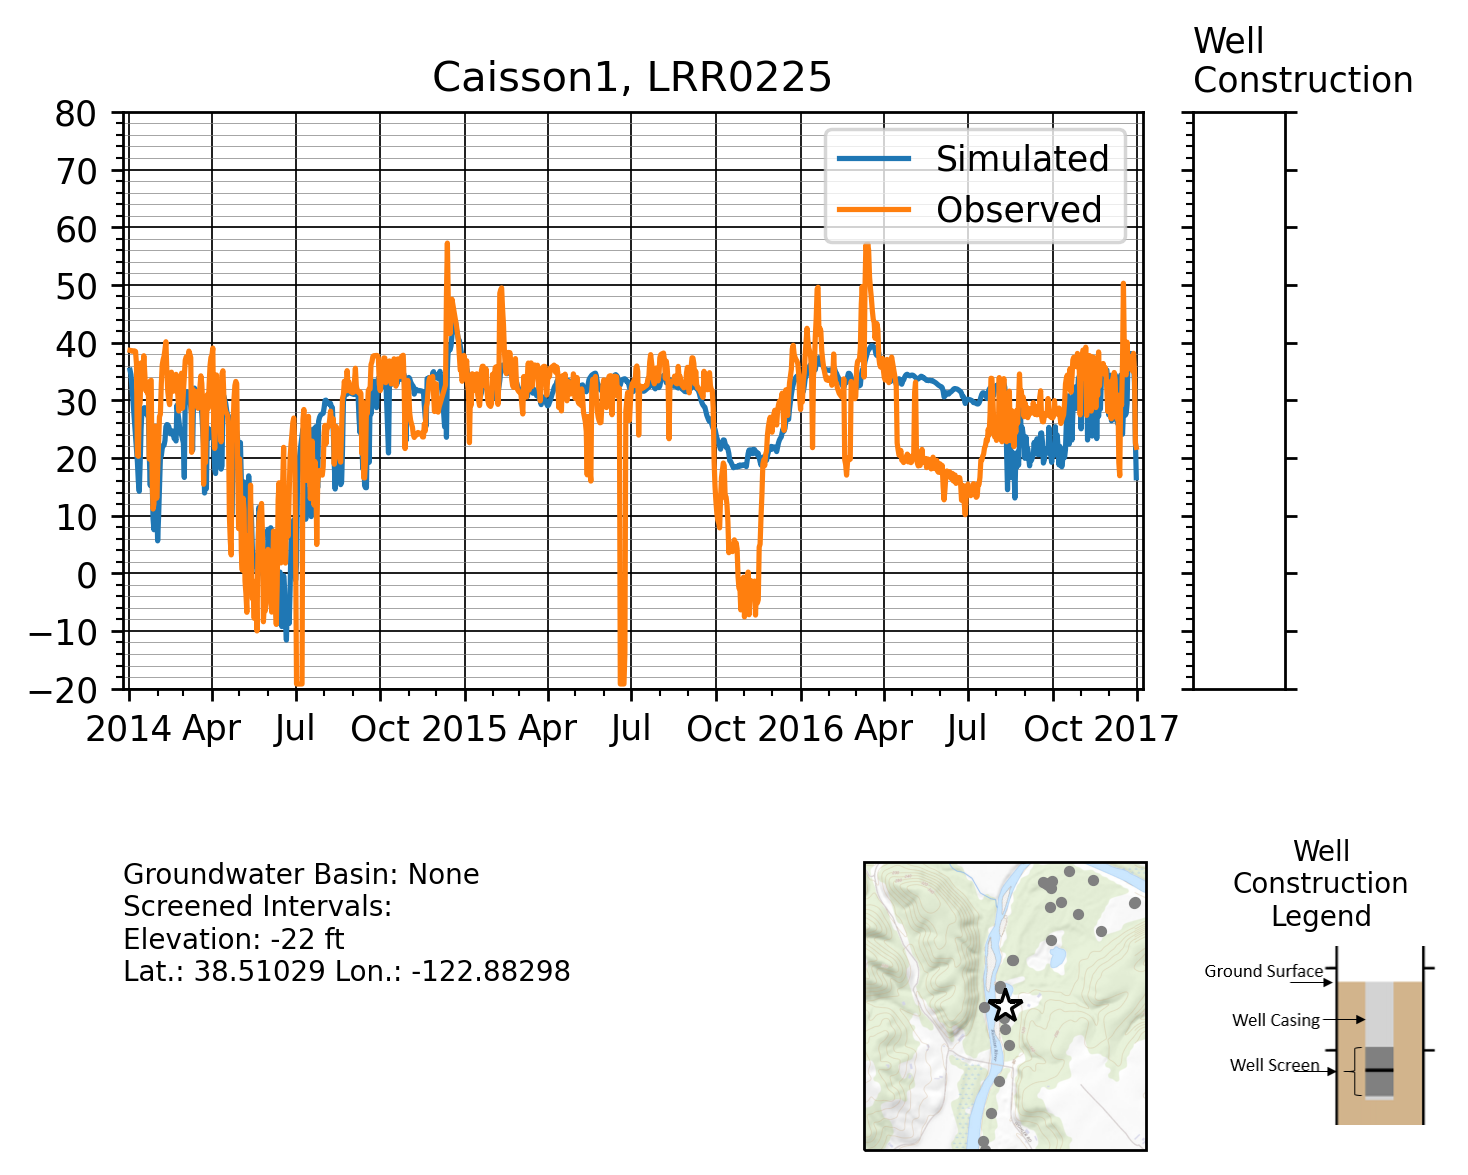 Well
Construction
Caisson1, LRR0225
80
70
60
50
40
30
20
10
0
−10
−20
Simulated
Observed
2014 Apr Jul Oct 2015 Apr Jul Oct 2016 Apr Jul Oct 2017
Groundwater Basin: None
Screened Intervals:
Elevation: -22 ft
Lat.: 38.51029 Lon.: -122.88298
Well
Construction
Legend
Ground Surface
Well Casing
Well Screen